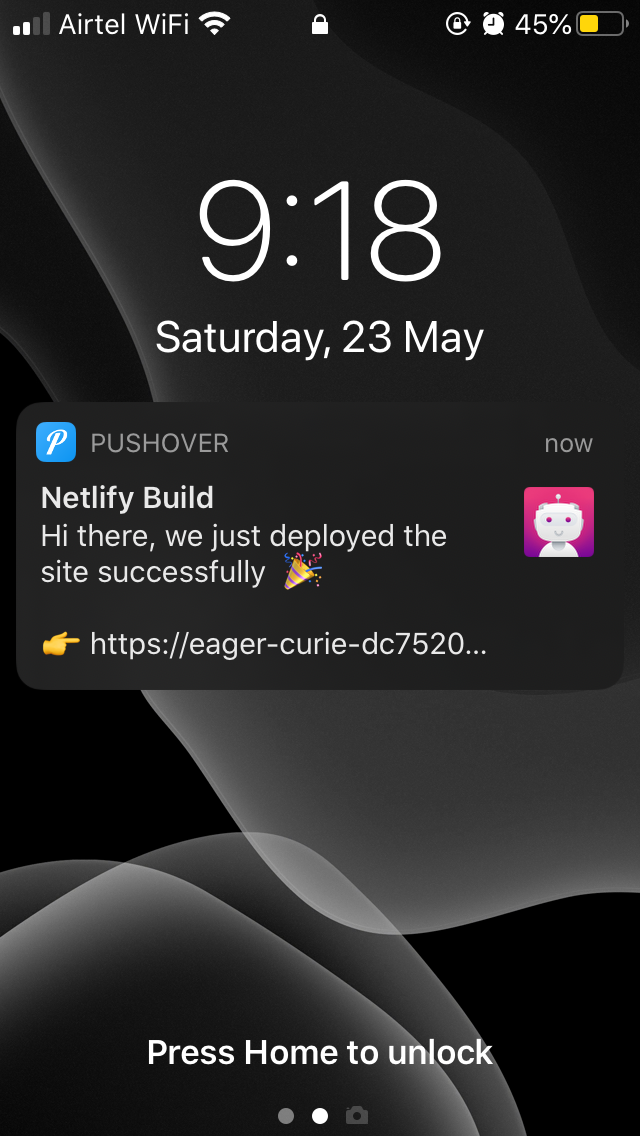 Airtel WiFi 45%
9:18
Saturday, 23 May
PUSHOVER now
Netlify Build
Hi there, we just deployed the
site successfully 🎉
👉 https://eager-curie-dc7520...
Press Home to unlock